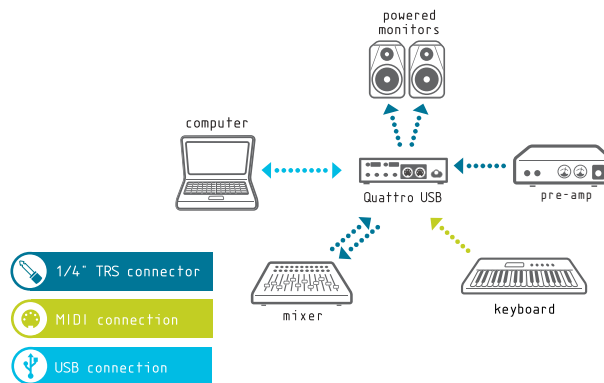 powered
monitors
computer
Quattro USB
pre-amp
mixer
keyboard
1/4" TRS connector
MIDI connection
USB connection